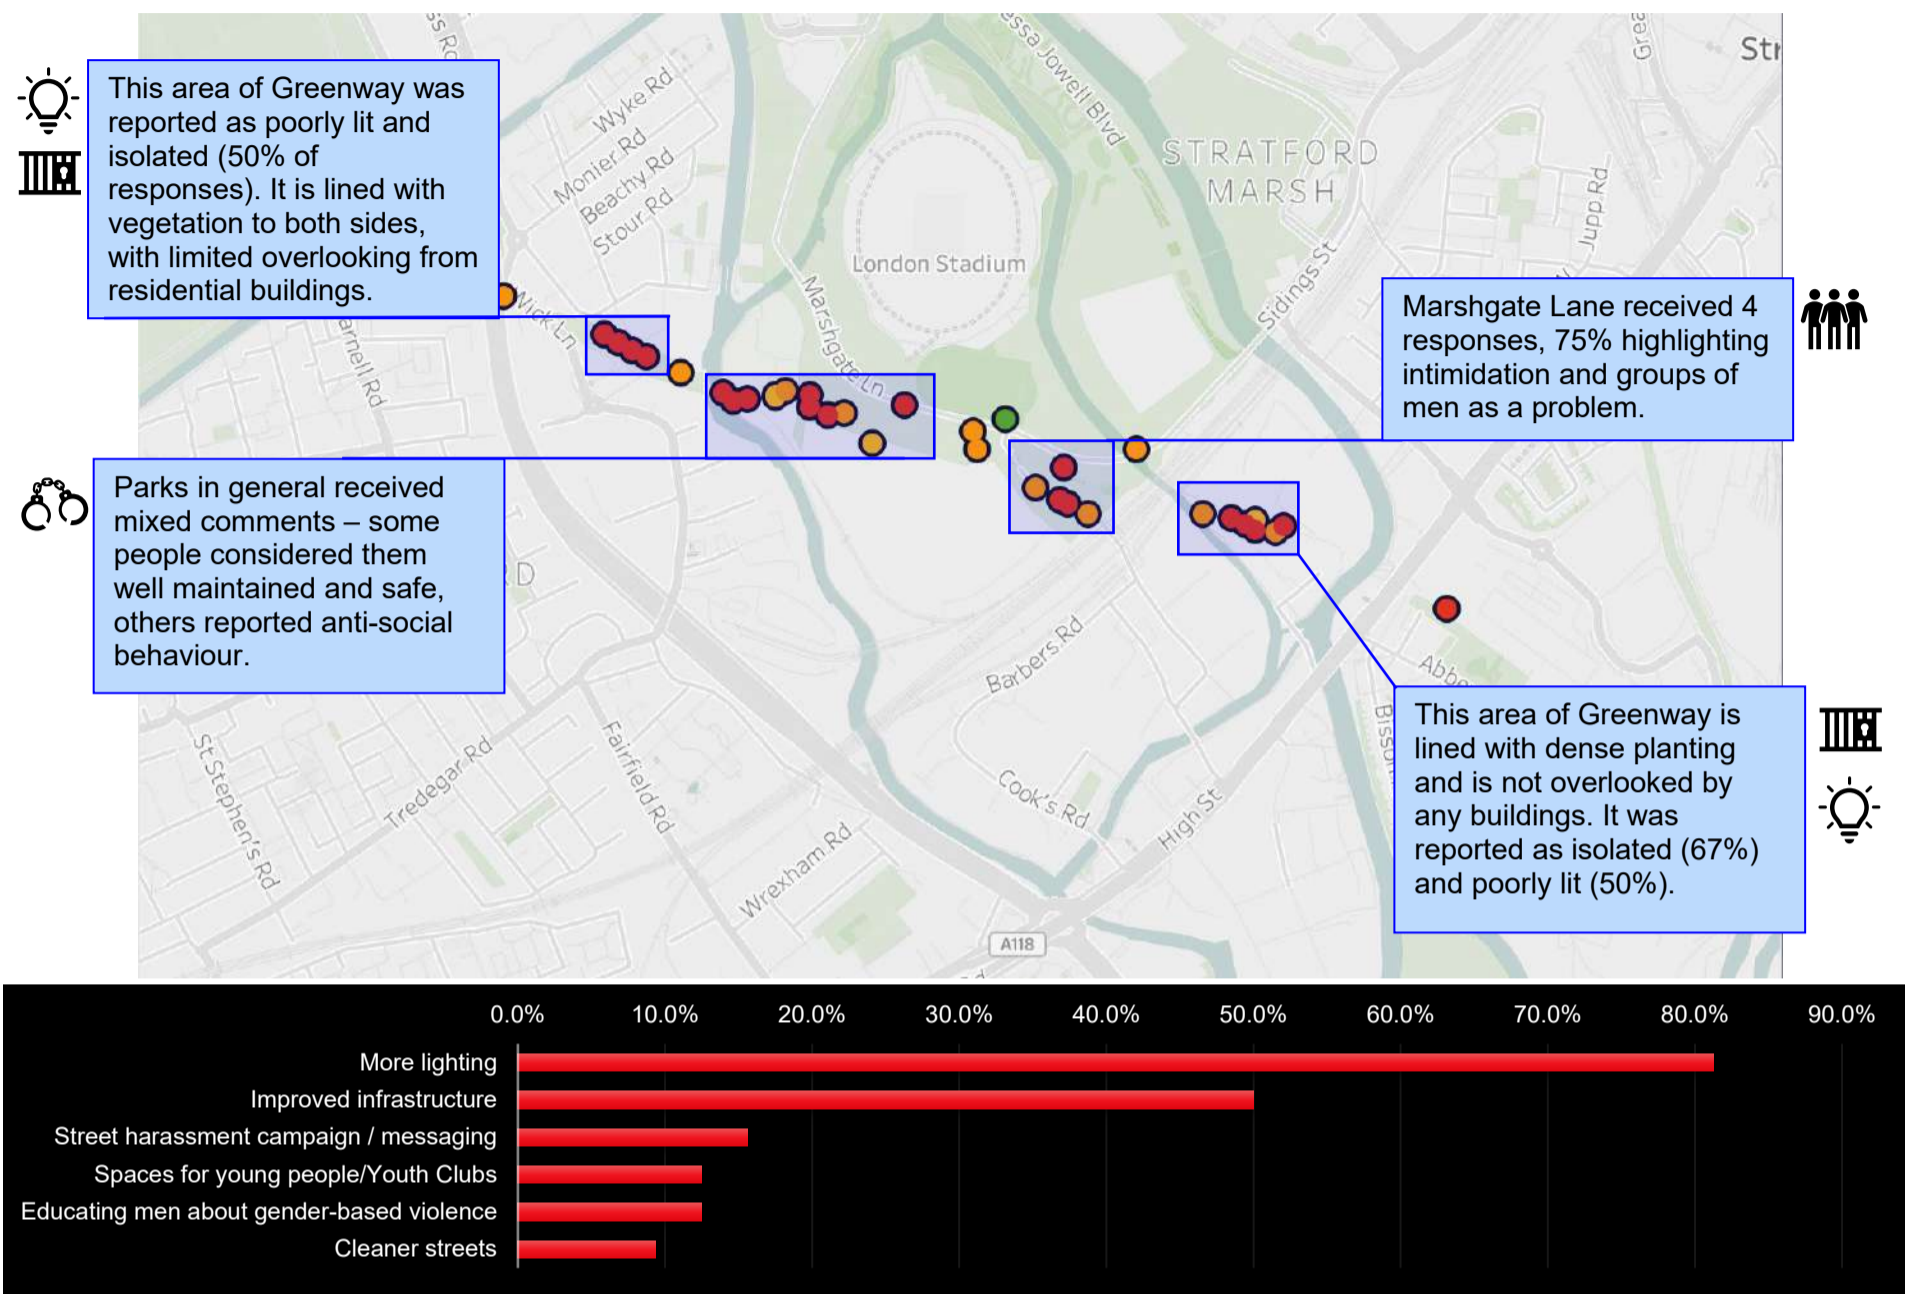 This area of Greenway was
reported as poorly lit and
isolated (50% of
responses). It is lined with
vegetation to both sides,
with limited overlooking from
residential buildings.
Parks in general received
mixed comments – some
people considered them
well maintained and safe,
others reported anti-social
behaviour.
Marshgate Lane received 4
responses, 75% highlighting
intimidation and groups of
men as a problem.
This area of Greenway is
lined with dense planting
and is not overlooked by
any buildings. It was
reported as isolated (67%)
and poorly lit (50%).
Wyke Rd
Monier Rd
Beachy Rd
Stour Rd
Wick Ln
Marshgate Ln
London Stadium
STRATFORD
MARSH
Sidings St
Jupp Rd
Barbers Rd
Cook's Rd
High St
Fairfield Rd
Tredegar Rd
St Stephen's Rd
Wrexham Rd
A118
0.0% 10.0% 20.0% 30.0% 40.0% 50.0% 60.0% 70.0% 80.0% 90.0%
More lighting
Improved infrastructure
Street harassment campaign / messaging
Spaces for young people/Youth Clubs
Educating men about gender-based violence
Cleaner streets